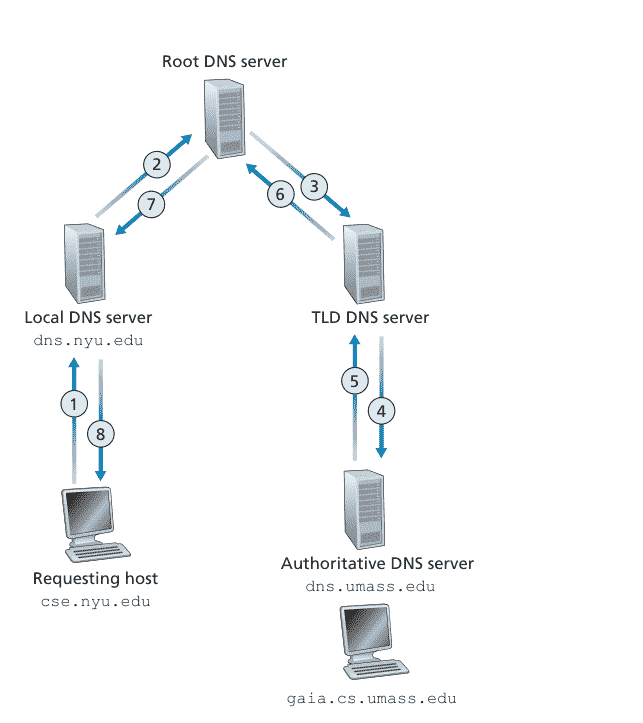 Root DNS server
2
3
7
6
Local DNS server
dns.nyu.edu
TLD DNS server
1
8
5
4
Requesting host
cse.nyu.edu
Authoritative DNS server
dns.umass.edu
gaia.cs.umass.edu